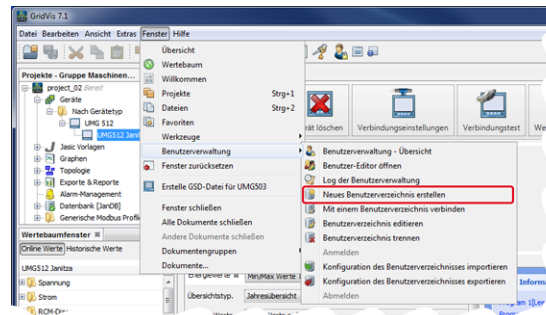 GridVis 7.1
Datei Bearbeiten Ansicht Extras Fenster Hilfe
Übersicht
Wertebaum
Willkommen
Projekte - Gruppe Maschinen...
Projekte Strg+1
project_02 Bereit
Dateien Strg+2
Geräte
Favoriten
Nach Gerätetyp
Werkzeuge
rät löschen Verbindungseinstellungen Verbindungstest We
UMG 512
UMG512 Janit
Benutzerverwaltung
Benutzerverwaltung - Übersicht
Jasic Vorlagen
Fenster zurücksetzen
Benutzer-Editor öffnen
Graphen
Log der Benutzerverwaltung
Topologie
Erstelle GSD-Datei für UMG503
Neues Benutzerverzeichnis erstellen
Exporte & Reporte
Mit einem Benutzerverzeichnis verbinden
Alarm-Management
Fenster schließen
Datenbank [JanDB]
Alle Dokumente schließen
Benutzerverzeichnis editieren
Generische Modbus Profile
Andere Dokumente schließen
Benutzerverzeichnis trennen
Wertebaumfenster
Dokumentengruppen
Anmelden
Online Werte Historische Werte
Dokumente...
Konfiguration des Benutzerverzeichnisses importieren
UMG512 Janitza
Min/Max Werte
Konfiguration des Benutzerverzeichnisses exportieren
Inform
Spannung
Übersichtstyp. Jahresübersicht
Abmelden
Strom